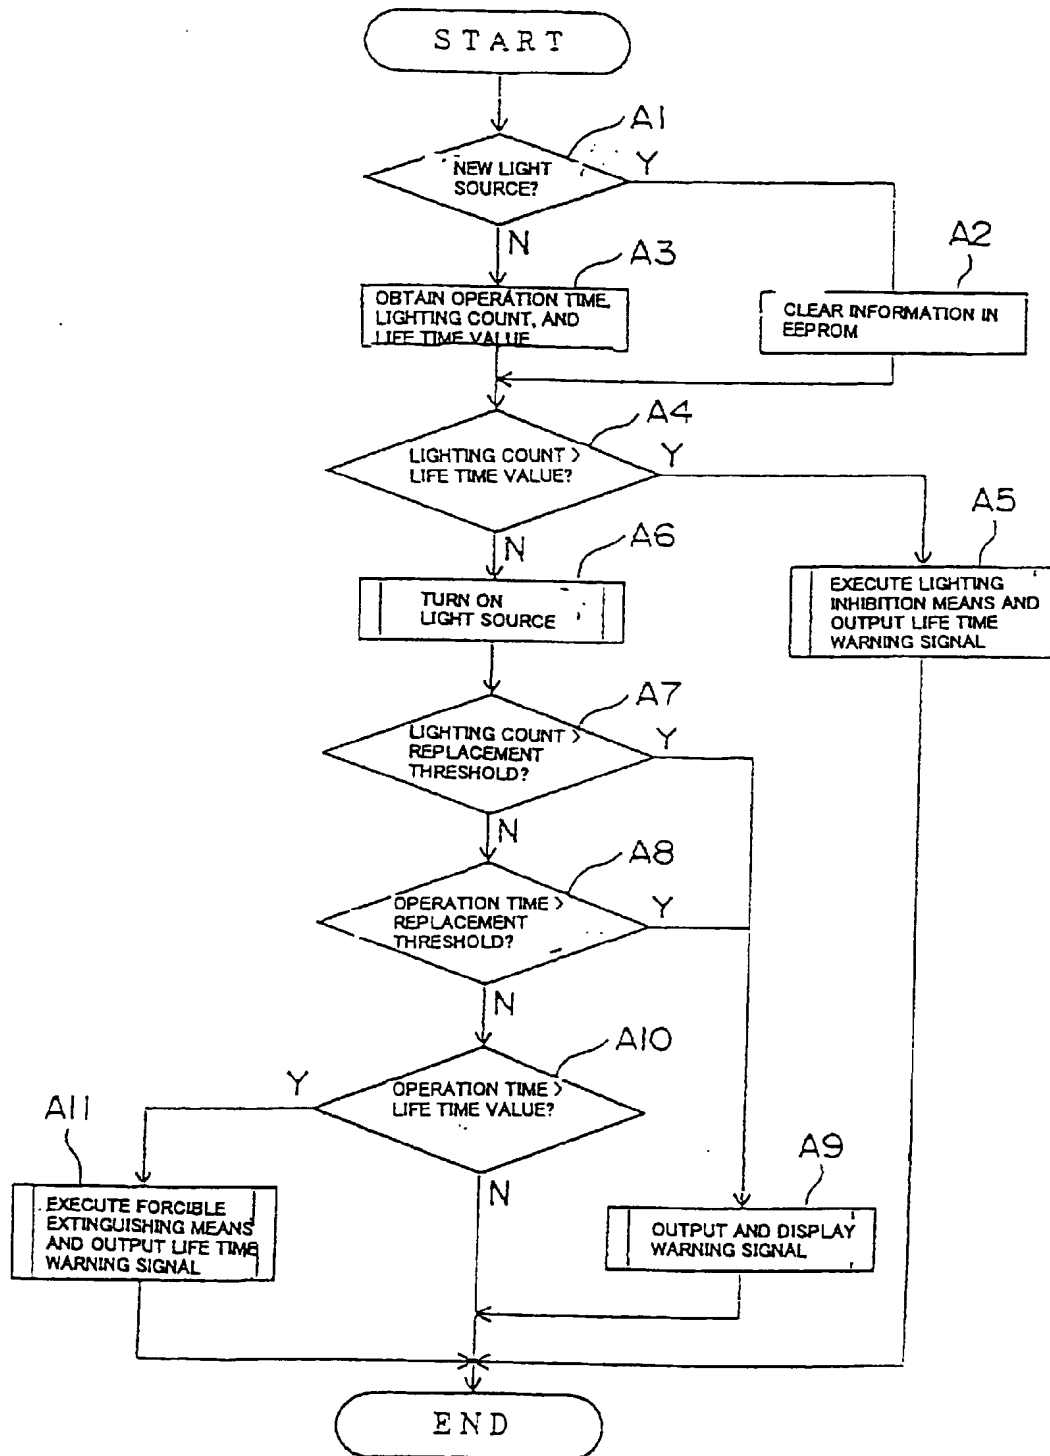 START
A1
NEW LIGHT
SOURCE?
Y
N
A3
A2
OBTAIN OPERATION TIME,
LIGHTING COUNT, AND
LIFE TIME VALUE
CLEAR INFORMATION IN
EEPROM
A4
LIGHTING COUNT >
LIFE TIME VALUE?
Y
N
A6
A5
TURN ON
LIGHT SOURCE
EXECUTE LIGHTING
INHIBITION MEANS AND
OUTPUT LIFE TIME
WARNING SIGNAL
A7
LIGHTING COUNT >
REPLACEMENT
THRESHOLD?
Y
N
A8
OPERATION TIME >
REPLACEMENT
THRESHOLD?
Y
N
A10
OPERATION TIME >
LIFE TIME VALUE?
Y
N
A11
EXECUTE FORCIBLE
EXTINGUISHING MEANS
AND OUTPUT LIFE TIME
WARNING SIGNAL
A9
OUTPUT AND DISPLAY
WARNING SIGNAL
END